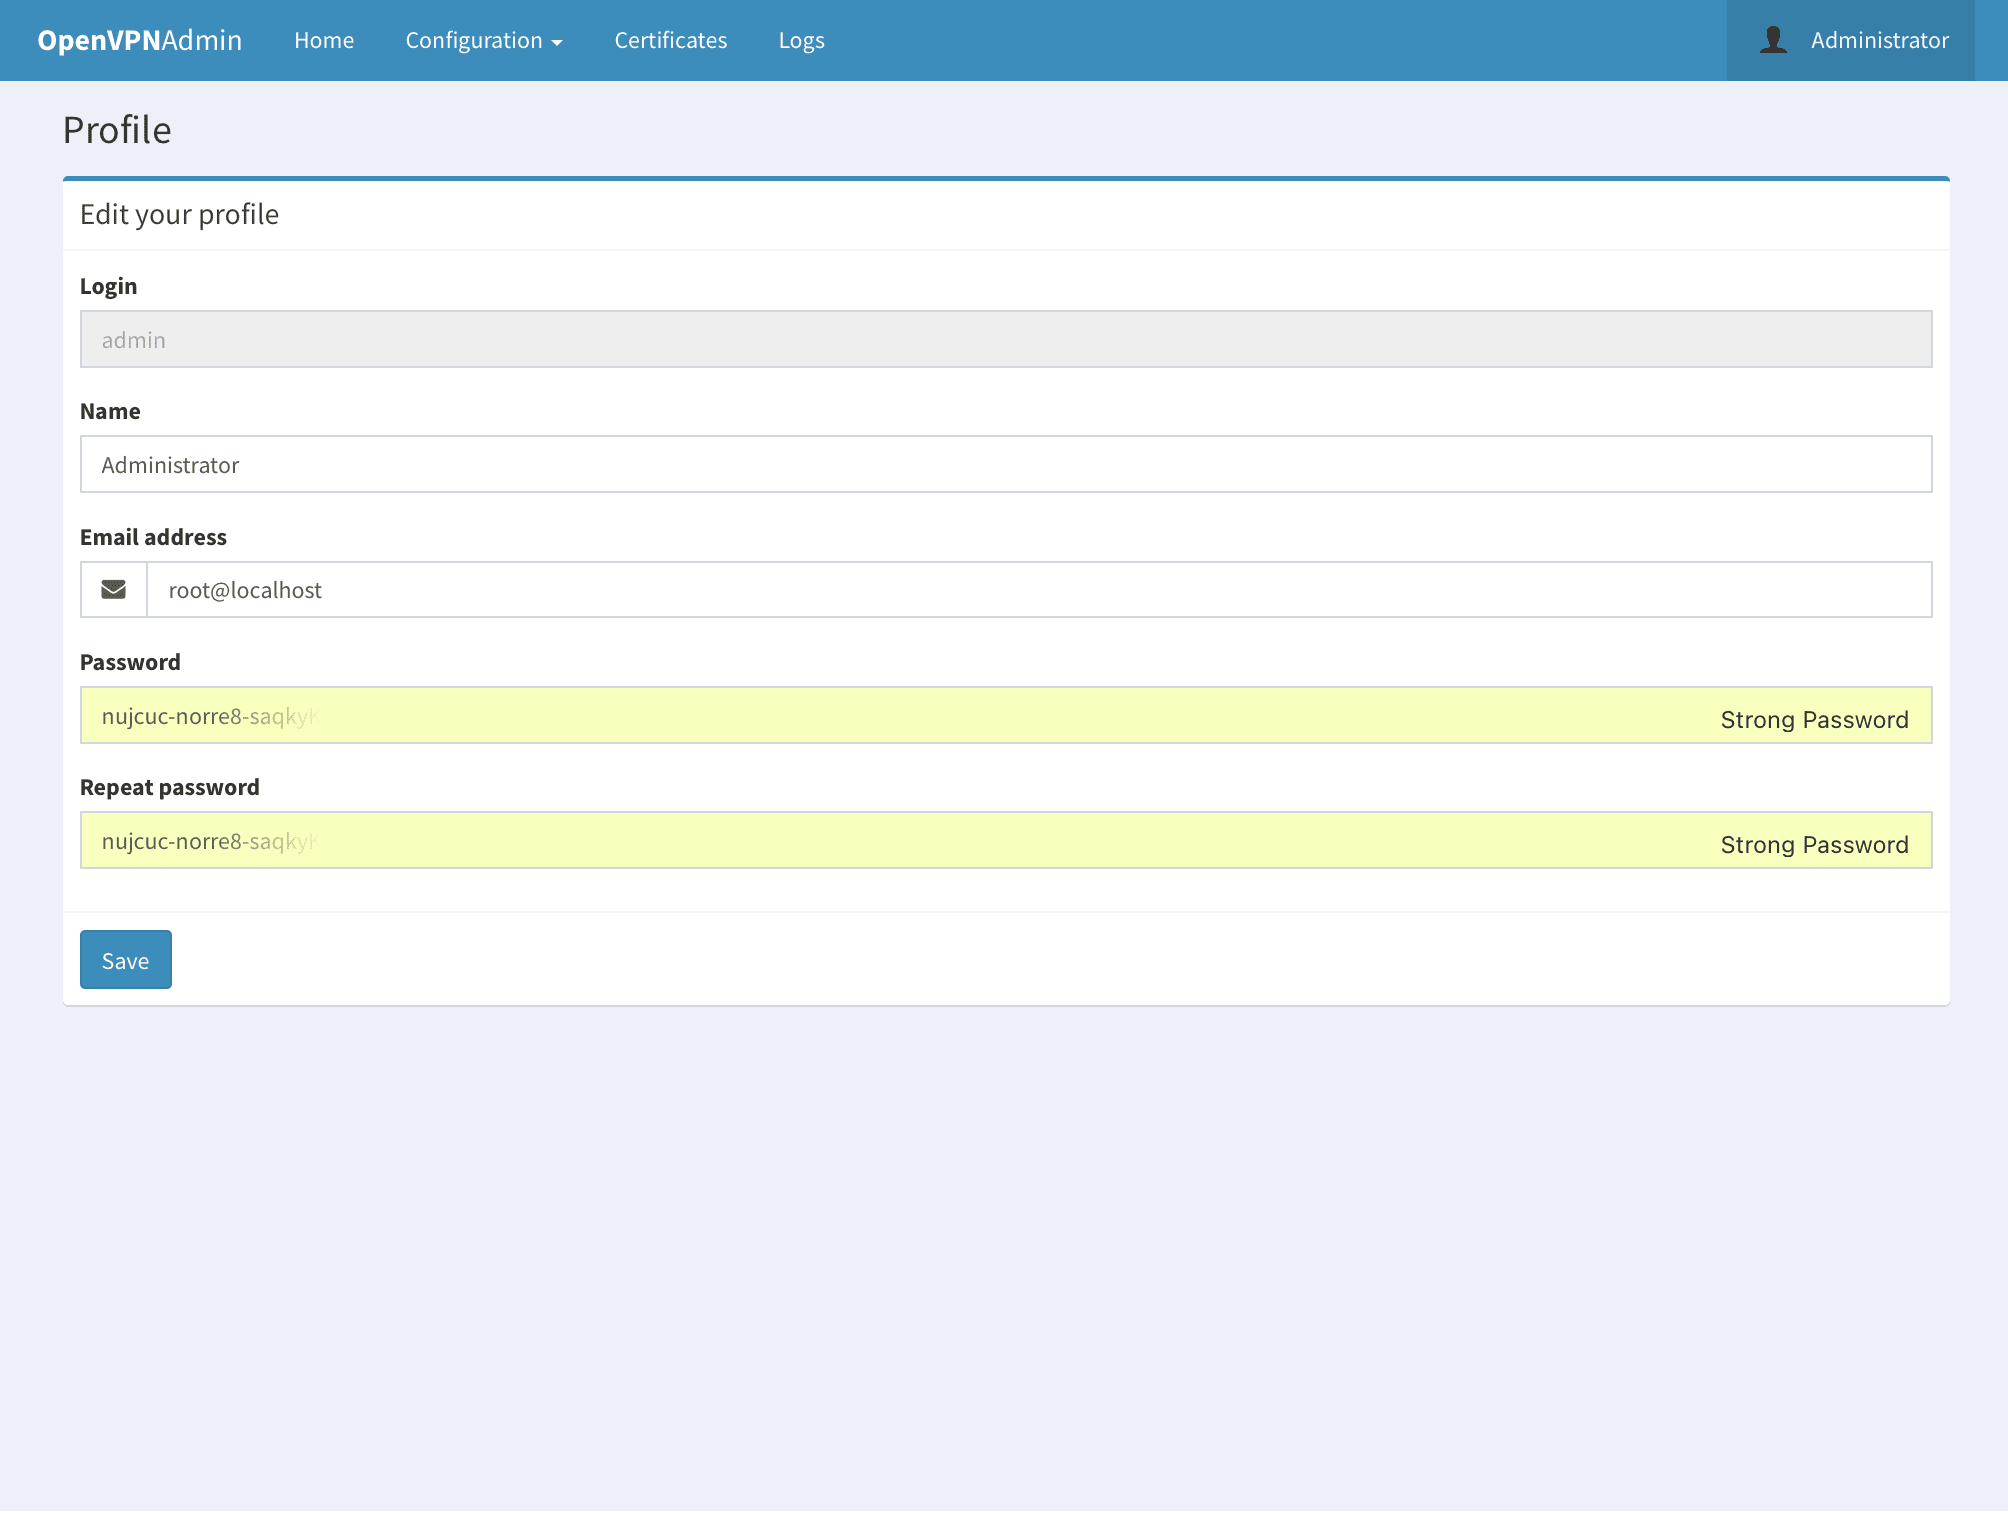 OpenVPNAdmin Home Configuration Certificates Logs Administrator
Profile
Edit your profile
Login
admin
Name
Administrator
Email address
root@localhost
Password
nujcuc-norre8-saqkyK Strong Password
Repeat password
nujcuc-norre8-saqkyK Strong Password
Save